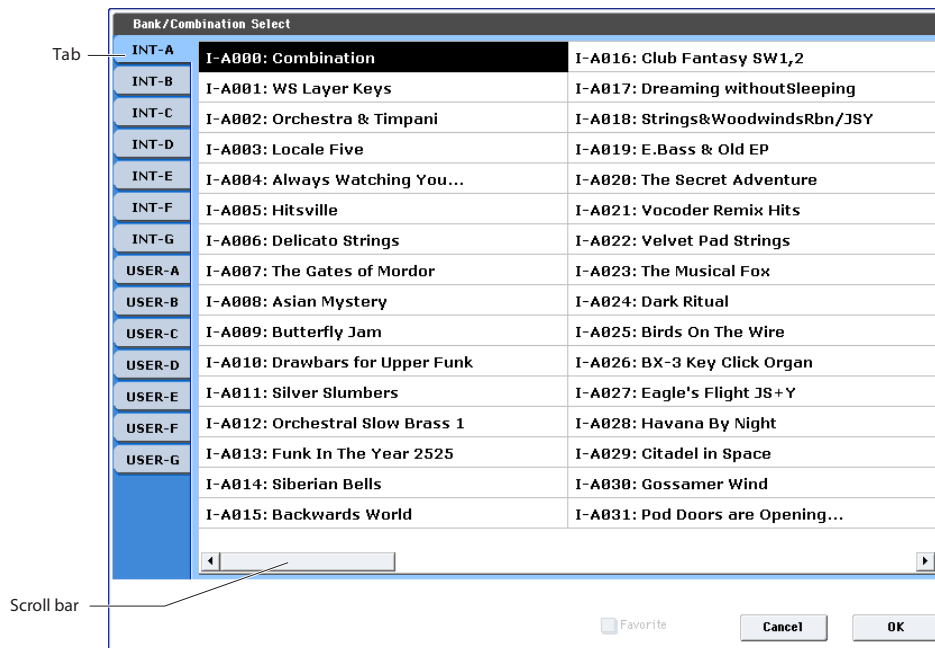 Bank/Combination Select
Tab
INT-A
INT-B
INT-C
INT-D
INT-E
INT-F
INT-G
USER-A
USER-B
USER-C
USER-D
USER-E
USER-F
USER-G
I-A000: Combination
I-A001: WS Layer Keys
I-A002: Orchestra & Timpani
I-A003: Locale Five
I-A004: Always Watching You...
I-A005: Hitsville
I-A006: Delicato Strings
I-A007: The Gates of Mordor
I-A008: Asian Mystery
I-A009: Butterfly Jam
I-A010: Drawbars for Upper Funk
I-A011: Silver Slumbers
I-A012: Orchestral Slow Brass 1
I-A013: Funk In The Year 2525
I-A014: Siberian Bells
I-A015: Backwards World
I-A016: Club Fantasy SW1,2
I-A017: Dreaming withoutSleeping
I-A018: Strings&WoodwindsRbn/JSY
I-A019: E.Bass & Old EP
I-A020: The Secret Adventure
I-A021: Vocoder Remix Hits
I-A022: Velvet Pad Strings
I-A023: The Musical Fox
I-A024: Dark Ritual
I-A025: Birds On The Wire
I-A026: BX-3 Key Click Organ
I-A027: Eagle's Flight JS+Y
I-A028: Havana By Night
I-A029: Citadel in Space
I-A030: Gossamer Wind
I-A031: Pod Doors are Opening...
Scroll bar
Favorite
Cancel
OK